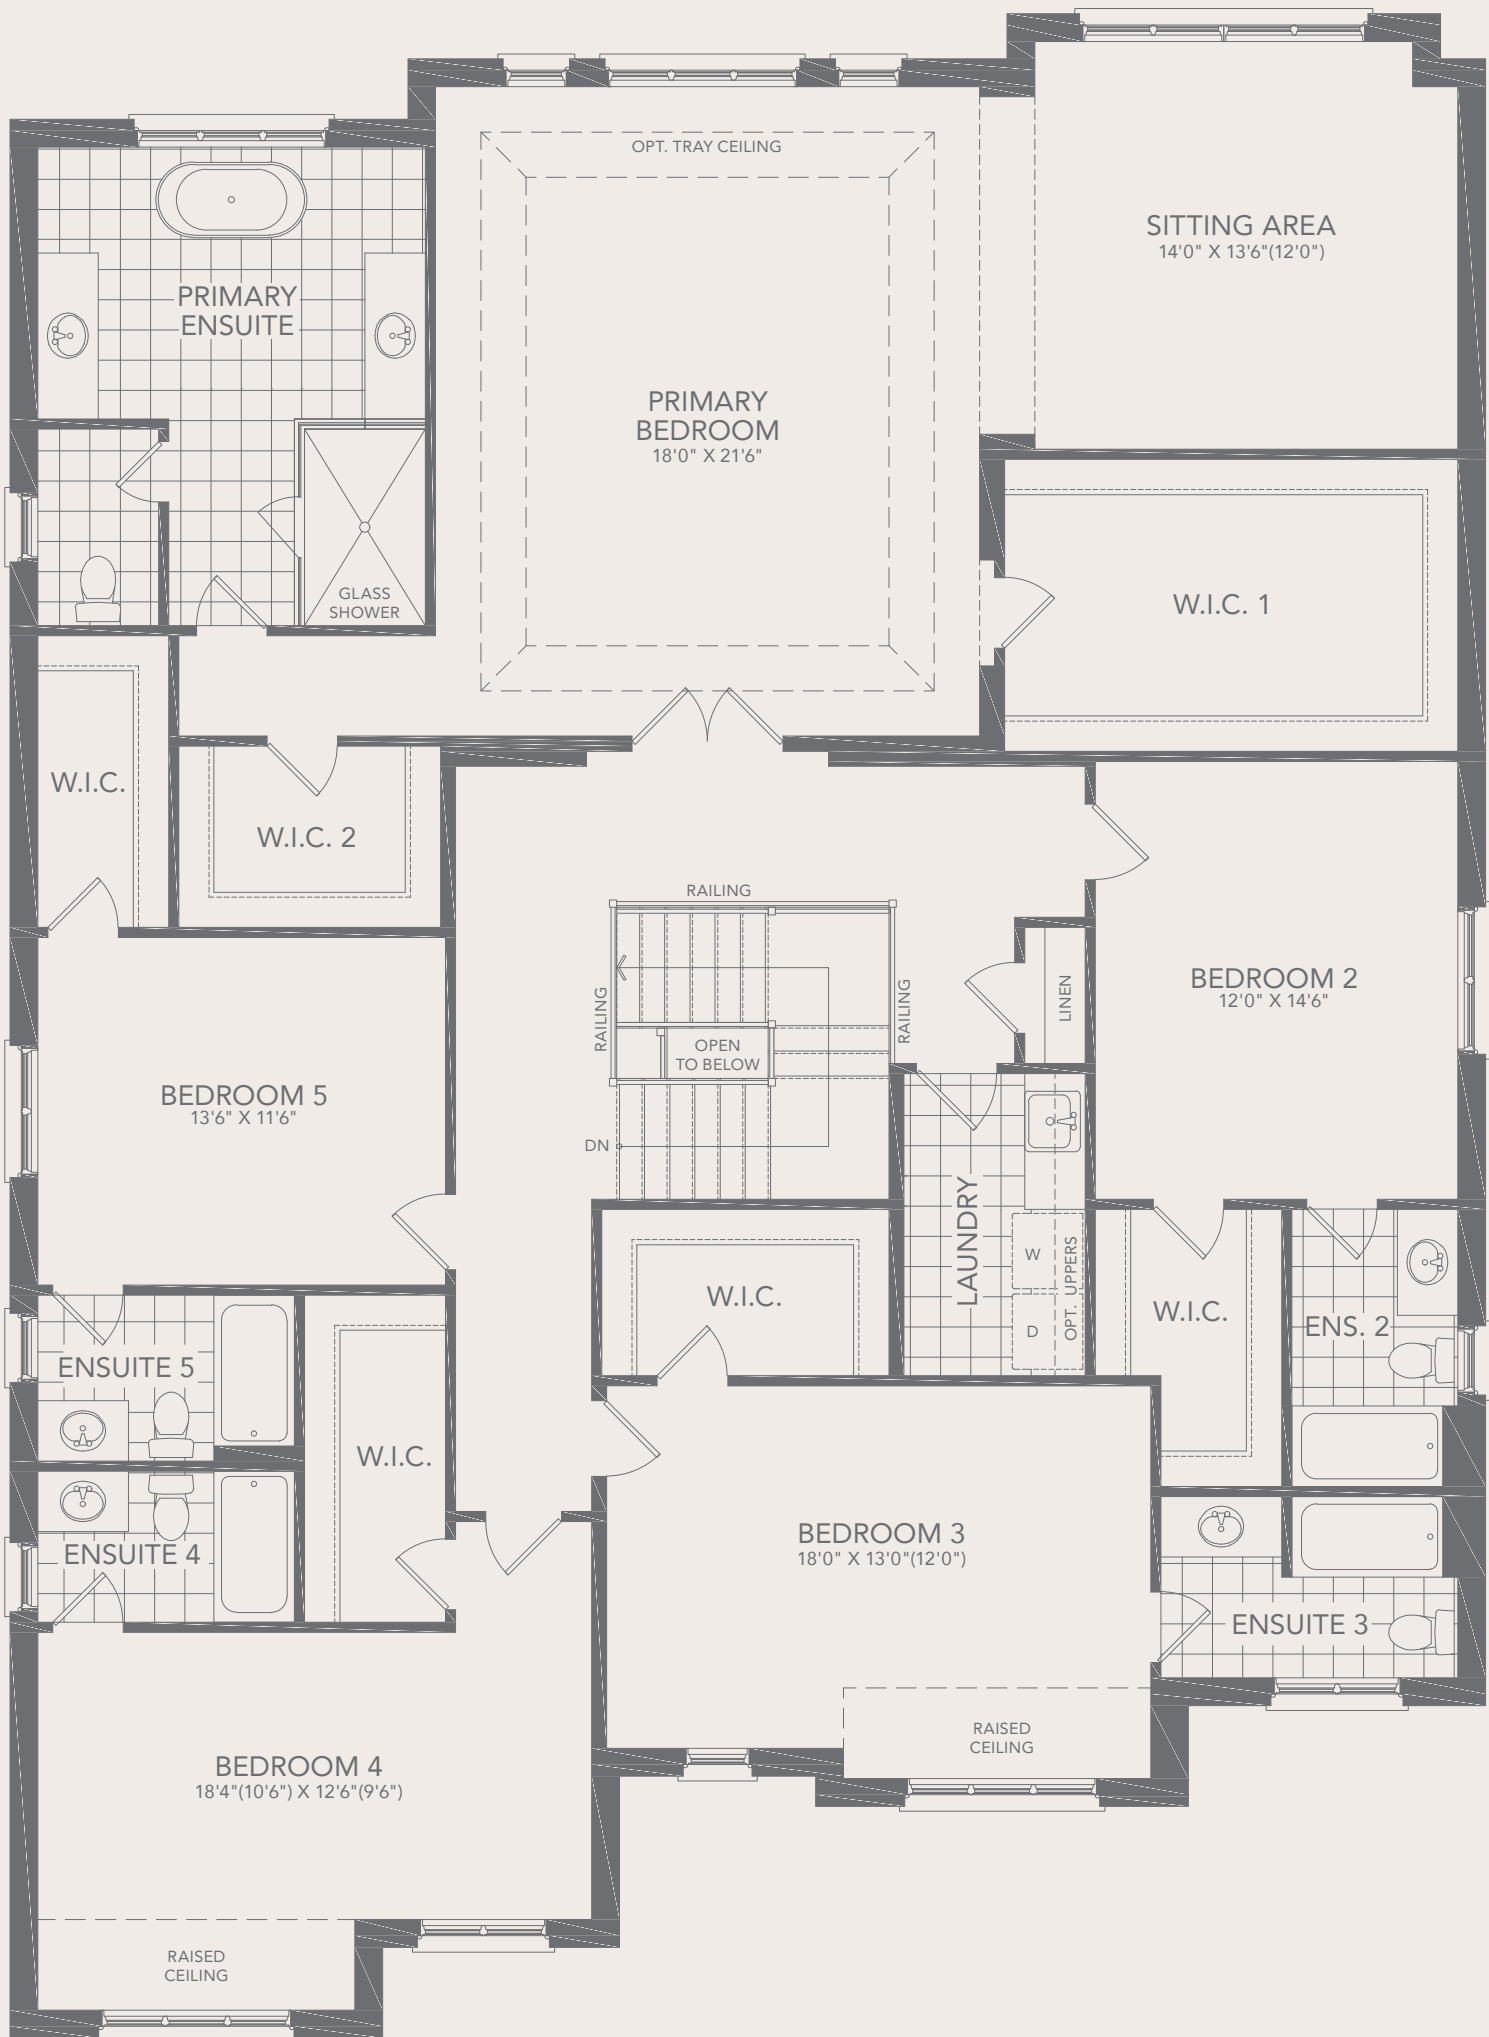 OPT. TRAY CEILING
SITTING AREA
14'0" X 13'6"(12'0")
PRIMARY
ENSUITE
PRIMARY
BEDROOM
18'0" X 21'6"
GLASS
SHOWER
W.I.C. 1
W.I.C.
W.I.C. 2
RAILING
RAILING
RAILING
LINEN
BEDROOM 2
12'0" X 14'6"
OPEN
TO BELOW
BEDROOM 5
13'6" X 11'6"
DN
LAUNDRY
W
D
OPT. UPPERS
W.I.C.
W.I.C.
ENS. 2
ENSUITE 5
W.I.C.
ENSUITE 4
BEDROOM 3
18'0" X 13'0"(12'0")
ENSUITE 3
RAISED
CEILING
BEDROOM 4
18'4"(10'6") X 12'6"(9'6")
RAISED
CEILING